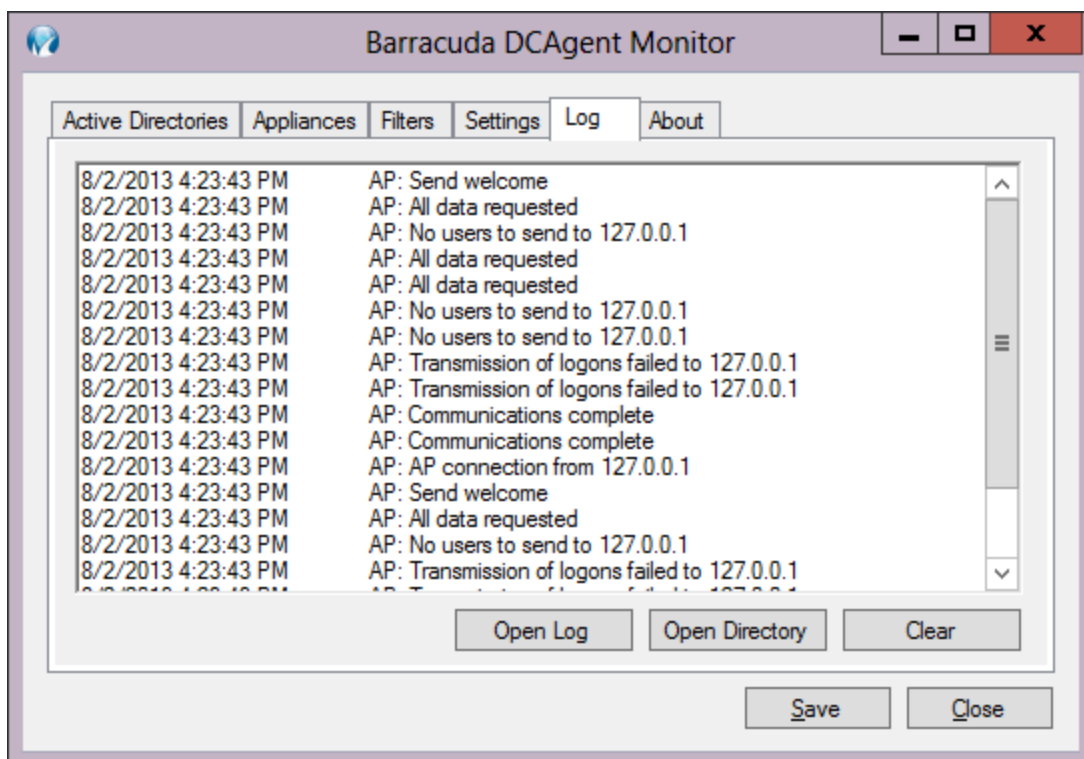 Barracuda DCAgent Monitor
Active Directories Appliances Filters Settings Log About
8/2/2013 4:23:43 PM AP: Send welcome
8/2/2013 4:23:43 PM AP: All data requested
8/2/2013 4:23:43 PM AP: No users to send to 127.0.0.1
8/2/2013 4:23:43 PM AP: All data requested
8/2/2013 4:23:43 PM AP: All data requested
8/2/2013 4:23:43 PM AP: No users to send to 127.0.0.1
8/2/2013 4:23:43 PM AP: No users to send to 127.0.0.1
8/2/2013 4:23:43 PM AP: Transmission of logons failed to 127.0.0.1
8/2/2013 4:23:43 PM AP: Transmission of logons failed to 127.0.0.1
8/2/2013 4:23:43 PM AP: Communications complete
8/2/2013 4:23:43 PM AP: Communications complete
8/2/2013 4:23:43 PM AP: AP connection from 127.0.0.1
8/2/2013 4:23:43 PM AP: Send welcome
8/2/2013 4:23:43 PM AP: All data requested
8/2/2013 4:23:43 PM AP: No users to send to 127.0.0.1
8/2/2013 4:23:43 PM AP: Transmission of logons failed to 127.0.0.1
Open Log Open Directory Clear
Save Close